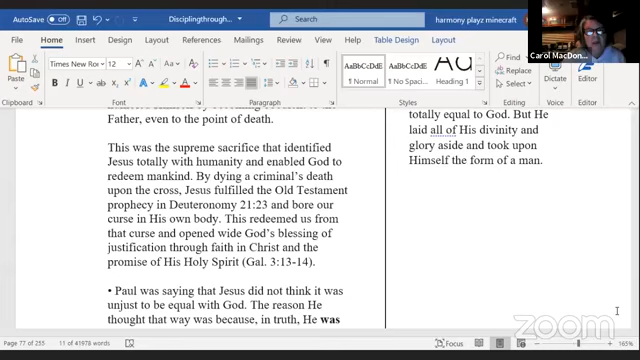 AutoSave
Off
Disciplingthrough...
Search
harmony playz minecraft
Carol MacDon...
File
Home
Insert
Draw
Design
Layout
References
Mailings
Review
View
Help
Table Design
Layout
Paste
Times New Ror
12
AaBbCcDdE
¶ Normal
AaBbCcDdE
¶ No Spaci...
Heading 1
Find
Replace
Select
Dictate
Editor
Clipboard
Font
Paragraph
Styles
Editing
Voice
Editor
Father, even to the point of death.
This was the supreme sacrifice that identified
Jesus totally with humanity and enabled God to
redeem mankind. By dying a criminal's death
upon the cross, Jesus fulfilled the Old Testament
prophecy in Deuteronomy 21:23 and bore our
curse in His own body. This redeemed us from
that curse and opened wide God's blessing of
justification through faith in Christ and the
promise of His Holy Spirit (Gal. 3:13-14).
• Paul was saying that Jesus did not think it was
unjust to be equal with God. The reason He
thought that way was because, in truth, He was
totally equal to God. But He
laid all of His divinity and
glory aside and took upon
Himself the form of a man.
zoom
Page 77 of 255
11 of 41978 words
Focus
165%